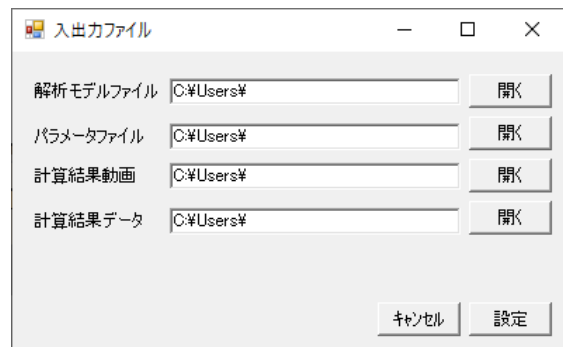 入出力ファイル
解析モデルファイル C:¥Users¥ 開く
パラメータファイル C:¥Users¥ 開く
計算結果動画 C:¥Users¥ 開く
計算結果データ C:¥Users¥ 開く
キャンセル 設定